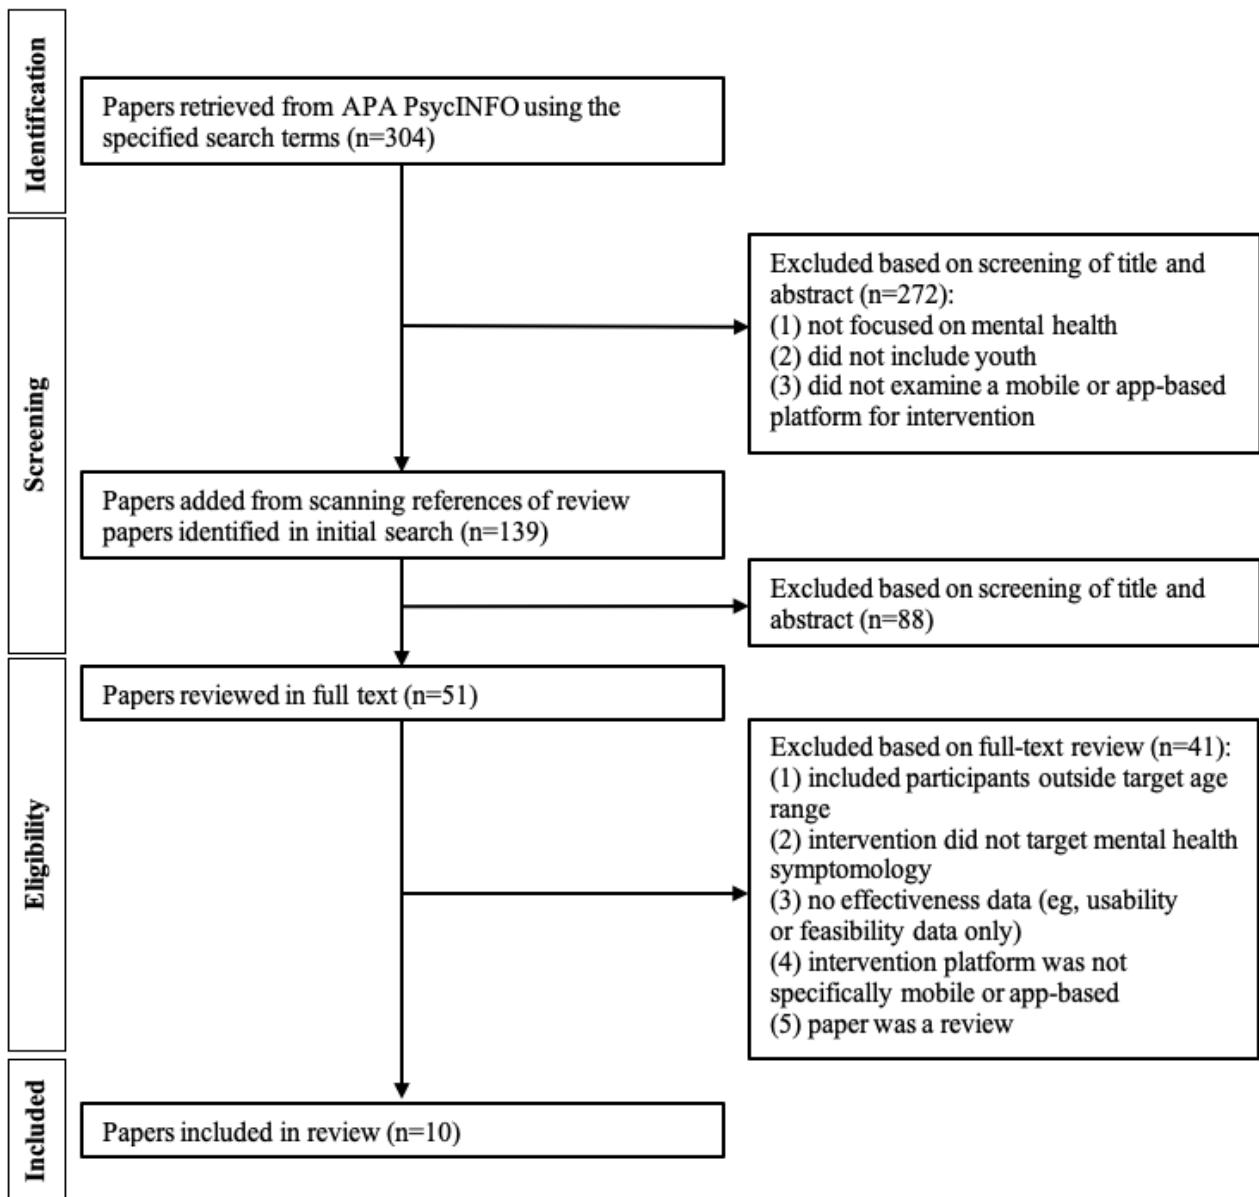 Identification
Papers retrieved from APA PsycINFO using the
specified search terms (n=304)
Screening
Excluded based on screening of title and
abstract (n=272):
(1) not focused on mental health
(2) did not include youth
(3) did not examine a mobile or app-based
platform for intervention
Papers added from scanning references of review
papers identified in initial search (n=139)
Excluded based on screening of title and
abstract (n=88)
Eligibility
Papers reviewed in full text (n=51)
Excluded based on full-text review (n=41):
(1) included participants outside target age
range
(2) intervention did not target mental health
symptomology
(3) no effectiveness data (eg, usability
or feasibility data only)
(4) intervention platform was not
specifically mobile or app-based
(5) paper was a review
Included
Papers included in review (n=10)